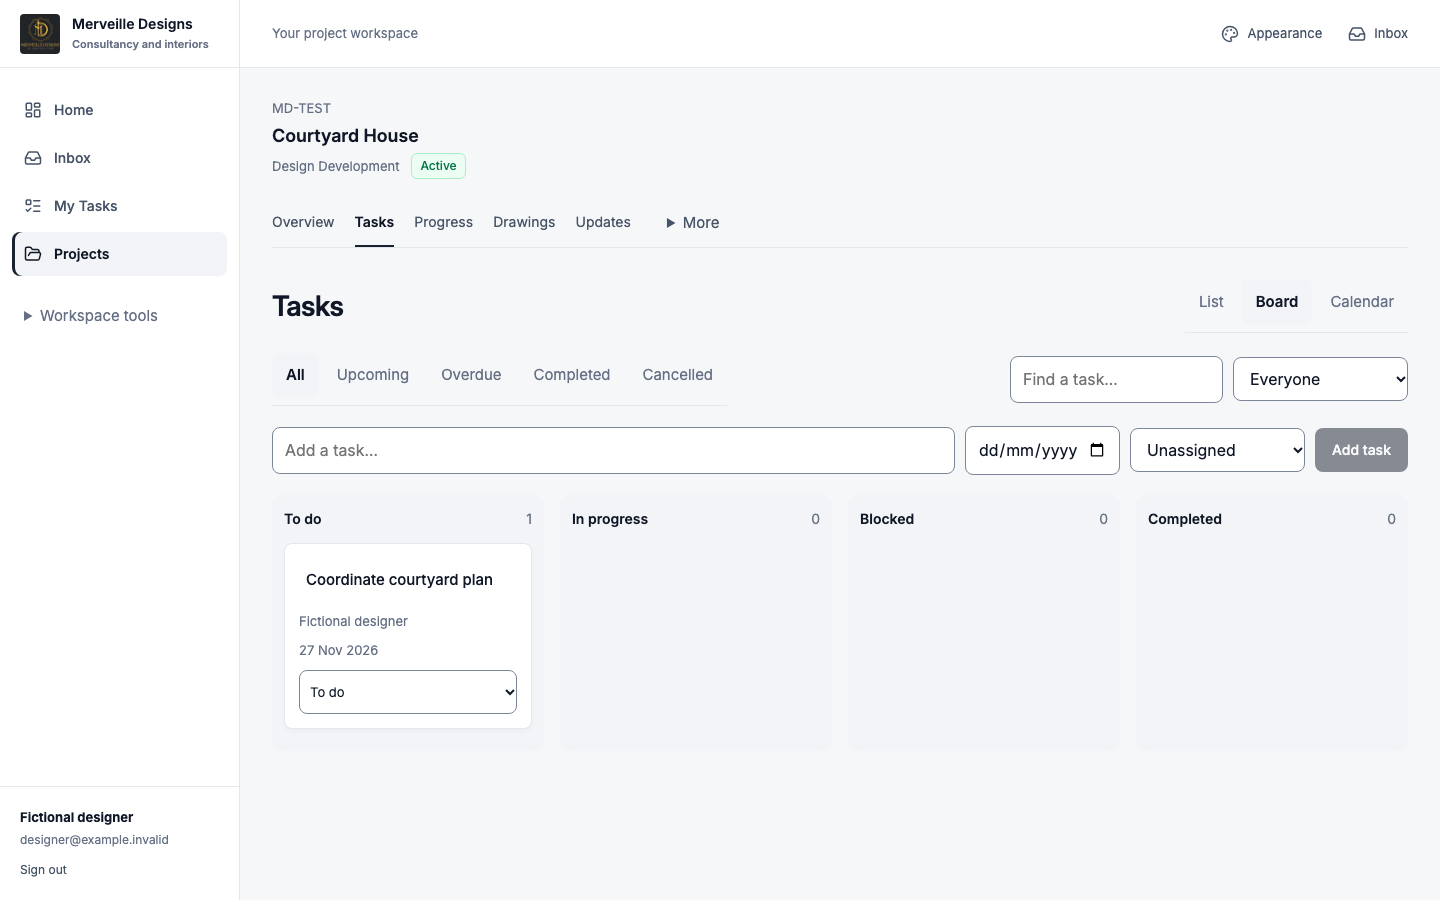 Merveille Designs
Consultancy and interiors
Your project workspace
Appearance
Inbox
Home
Inbox
My Tasks
Projects
Workspace tools
MD-TEST
Courtyard House
Design Development
Active
Overview
Tasks
Progress
Drawings
Updates
More
Tasks
List
Board
Calendar
All
Upcoming
Overdue
Completed
Cancelled
Find a task...
Everyone
Add a task...
dd/mm/yyyy
Unassigned
Add task
To do
1
In progress
0
Blocked
0
Completed
0
Coordinate courtyard plan
Fictional designer
27 Nov 2026
To do
Fictional designer
designer@example.invalid
Sign out